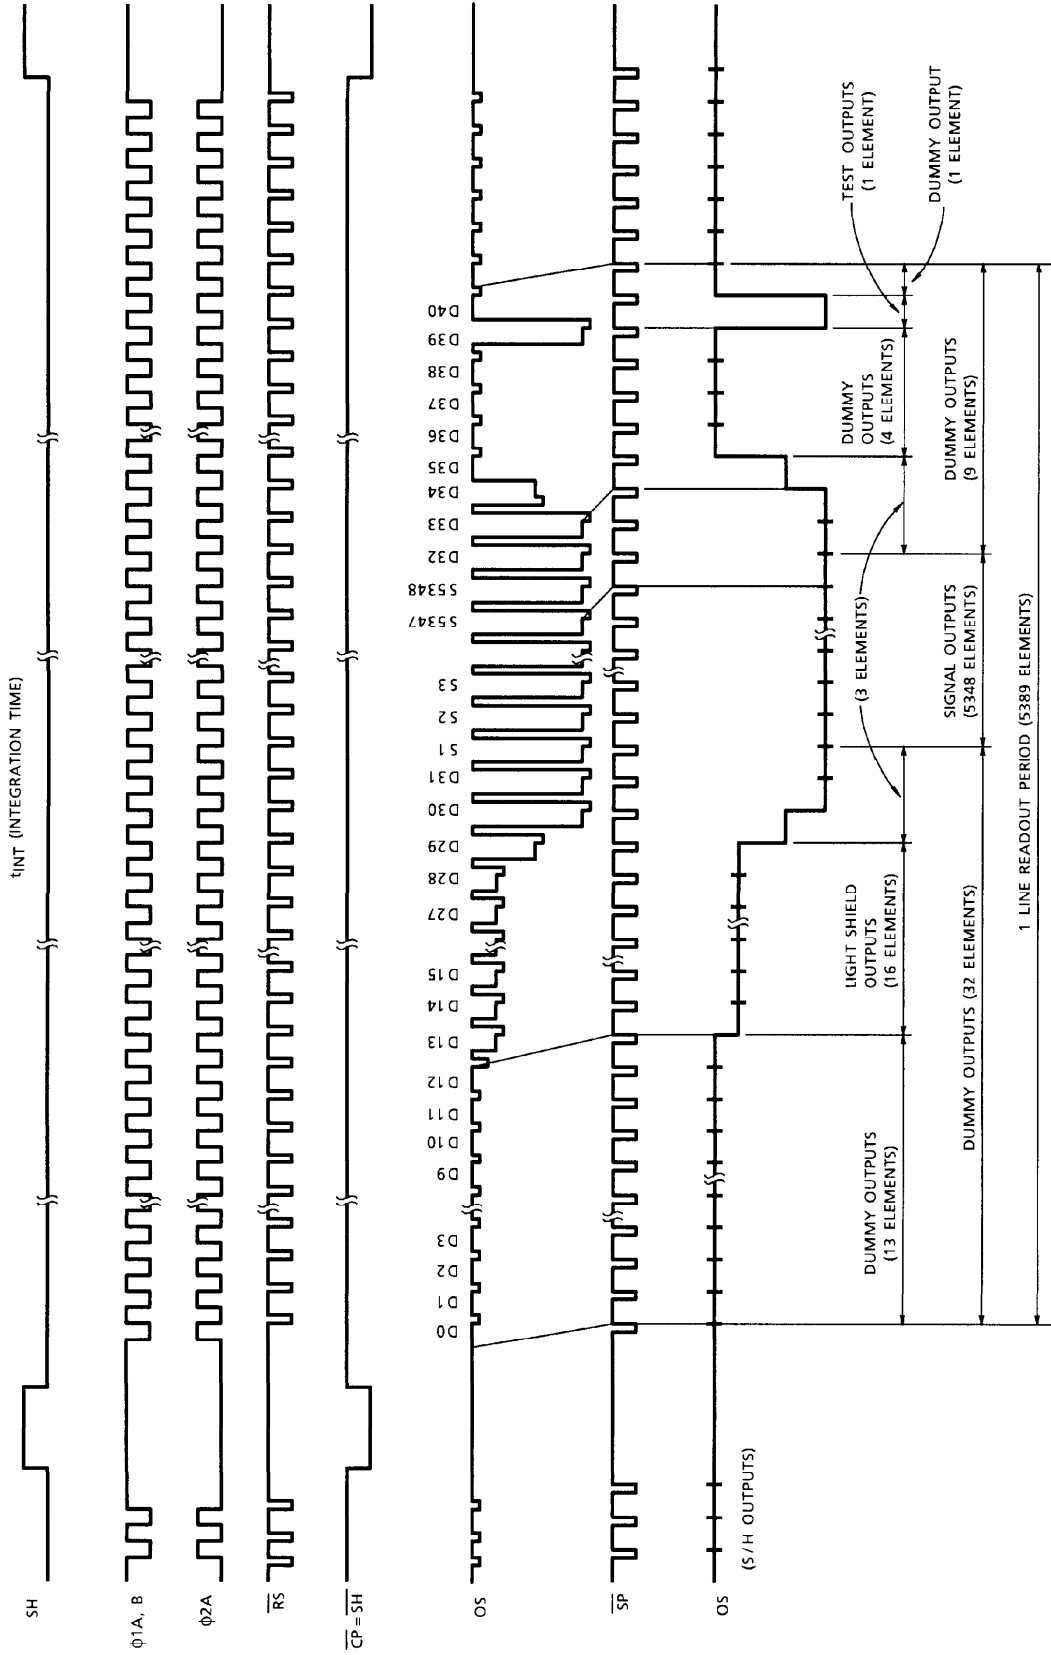 tINT (INTEGRATION TIME)
SH
φ1A, B
φ2A
RS
CP = SH
OS
D0
D1
D2
D3
D9
D10
D11
D12
D13
D14
D15
D27
D28
D29
D30
D31
S1
S2
S3
S5347
S5348
D32
D33
D34
D35
D36
D37
D38
D39
D40
SP
OS
(S / H OUTPUTS)
DUMMY OUTPUTS
(13 ELEMENTS)
LIGHT SHIELD
OUTPUTS
(16 ELEMENTS)
(3 ELEMENTS)
DUMMY
OUTPUTS
(4 ELEMENTS)
TEST OUTPUTS
(1 ELEMENT)
DUMMY OUTPUT
(1 ELEMENT)
DUMMY OUTPUTS (32 ELEMENTS)
SIGNAL OUTPUTS
(5348 ELEMENTS)
DUMMY OUTPUTS
(9 ELEMENTS)
1 LINE READOUT PERIOD (5389 ELEMENTS)